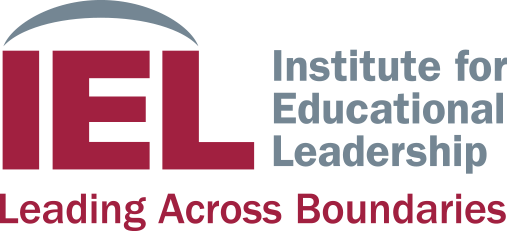 IEL
Institute for
Educational
Leadership
Leading Across Boundaries